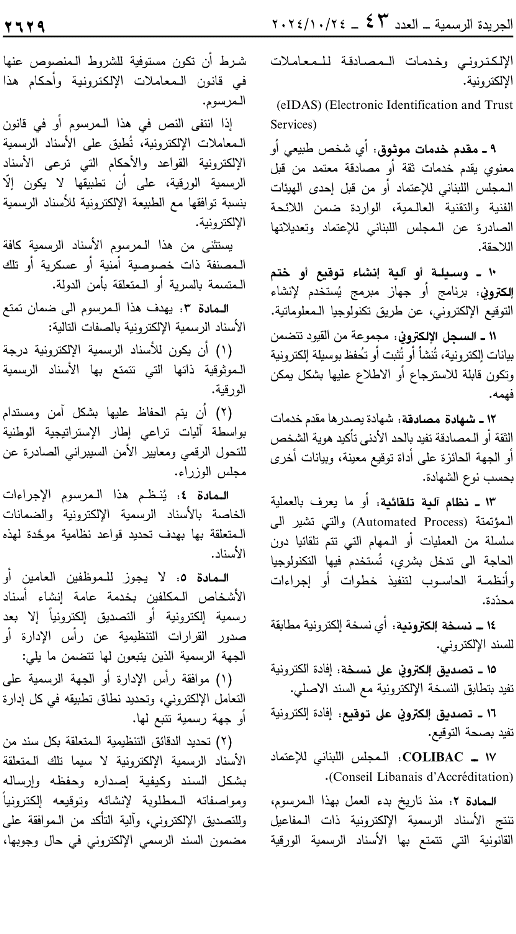 الجريدة الرسمية ــ العدد ٤٣ ــ ٢٠٢٤/١٠/٢٤
٢٦٢٩
الإلكتروني وخدمات المصادقة للمعاملات
الإلكترونية.
(eIDAS) (Electronic Identification and Trust
Services)
٩ ــ مقدم خدمات موثوق: أي شخص طبيعي أو
معنوي يقدم خدمات ثقة أو مصادقة معتمد من قبل
المجلس اللبناني للإعتماد أو من قبل إحدى الهيئات
الفنية والتقنية العالمية، الواردة ضمن اللائحة
الصادرة عن المجلس اللبناني للإعتماد وتعديلاتها
اللاحقة.
١٠ ــ وسيلة أو آلية إنشاء توقيع أو ختم
إلكتروني: برنامج أو جهاز مبرمج يُستخدم لإنشاء
التوقيع الإلكتروني، عن طريق تكنولوجيا المعلوماتية.
١١ ــ السجل الإلكتروني: مجموعة من القيود تتضمن
بيانات إلكترونية، تُنشأ أو تُثبت أو تحُفظ بوسيلة إلكترونية
وتكون قابلة للاسترجاع أو الاطلاع عليها بشكل يمكن
فهمه.
١٢ ــ شهادة مصادقة: شهادة يصدرها مقدم خدمات
الثقة أو المصادقة تفيد بالحد الأدنى تأكيد هوية الشخص
أو الجهة الحائزة على أداة توقيع معينة، وبيانات أخرى
بحسب نوع الشهادة.
١٣ ــ نظام آلية تلقائية: أو ما يعرف بالعملية
المؤتمتة (Automated Process) والتي تشير الى
سلسلة من العمليات أو المهام التي تتم تلقائيا دون
الحاجة الى تدخل بشري، تُستخدم فيها التكنولوجيا
وأنظمة الحاسوب لتنفيذ خطوات أو إجراءات
محدّدة.
١٤ ــ نسخة إلكترونية: أي نسخة إلكترونية مطابقة
للسند الإلكتروني.
١٥ ــ تصديق إلكتروني على نسخة: إفادة إلكترونية
تفيد بتطابق النسخة الإلكترونية مع السند الاصلي.
١٦ ــ تصديق إلكتروني على توقيع: إفادة إلكترونية
تفيد بصحة التوقيع.
١٧ ــ COLIBAC: المجلس اللبناني للإعتماد
(Conseil Libanais d'Accréditation).
المادة ٢: منذ تاريخ بدء العمل بهذا المرسوم،
تنتج الأسناد الرسمية الإلكترونية ذات المفاعيل
القانونية التي تتمتع بها الأسناد الرسمية الورقية
شرط أن تكون مستوفية للشروط المنصوص عنها
في قانون المعاملات الإلكترونية وأحكام هذا
المرسوم.
إذا انتفى النص في هذا المرسوم أو في قانون
المعاملات الإلكترونية، تُطبق على الأسناد الرسمية
الإلكترونية القواعد والأحكام التي ترعى الأسناد
الرسمية الورقية، على أن تطبيقها لا يكون إلّا
بنسبة توافقها مع الطبيعة الإلكترونية للأسناد الرسمية
الإلكترونية.
يستثنى من هذا المرسوم الأسناد الرسمية كافة
المصنفة ذات خصوصية أمنية أو عسكرية أو تلك
المتسمة بالسرية أو المتعلقة بأمن الدولة.
المادة ٣: يهدف هذا المرسوم الى ضمان تمتع
الأسناد الرسمية الإلكترونية بالصفات التالية:
(١) أن يكون للأسناد الرسمية الإلكترونية درجة
الموثوقية ذاتها التي تتمتع بها الأسناد الرسمية
الورقية.
(٢) أن يتم الحفاظ عليها بشكل آمن ومستدام
بواسطة آليات تراعي إطار الإستراتيجية الوطنية
للتحول الرقمي ومعايير الأمن السيبراني الصادرة عن
مجلس الوزراء.
المادة ٤: يُنظم هذا المرسوم الإجراءات
الخاصة بالأسناد الرسمية الإلكترونية والضمانات
المتعلقة بها بهدف تحديد قواعد نظامية موحّدة لهذه
الأسناد.
المادة ٥: لا يجوز للموظفين العامين أو
الأشخاص المكلفين بخدمة عامة إنشاء أسناد
رسمية إلكترونية أو التصديق إلكترونياً إلا بعد
صدور القرارات التنظيمية عن رأس الإدارة أو
الجهة الرسمية الذين يتبعون لها تتضمن ما يلي:
(١) موافقة رأس الإدارة أو الجهة الرسمية على
التعامل الإلكتروني، وتحديد نطاق تطبيقه في كل إدارة
أو جهة رسمية تتبع لها.
(٢) تحديد الدقائق التنظيمية المتعلقة بكل سند من
الأسناد الرسمية الإلكترونية لا سيما تلك المتعلقة
بشكل السند وكيفية إصداره وحفظه وإرساله
ومواصفاته المطلوبة لإنشائه وتوقيعه إلكترونياً
وللتصديق الإلكتروني، وآلية التأكد من الموافقة على
مضمون السند الرسمي الإلكتروني في حال وجوبها،